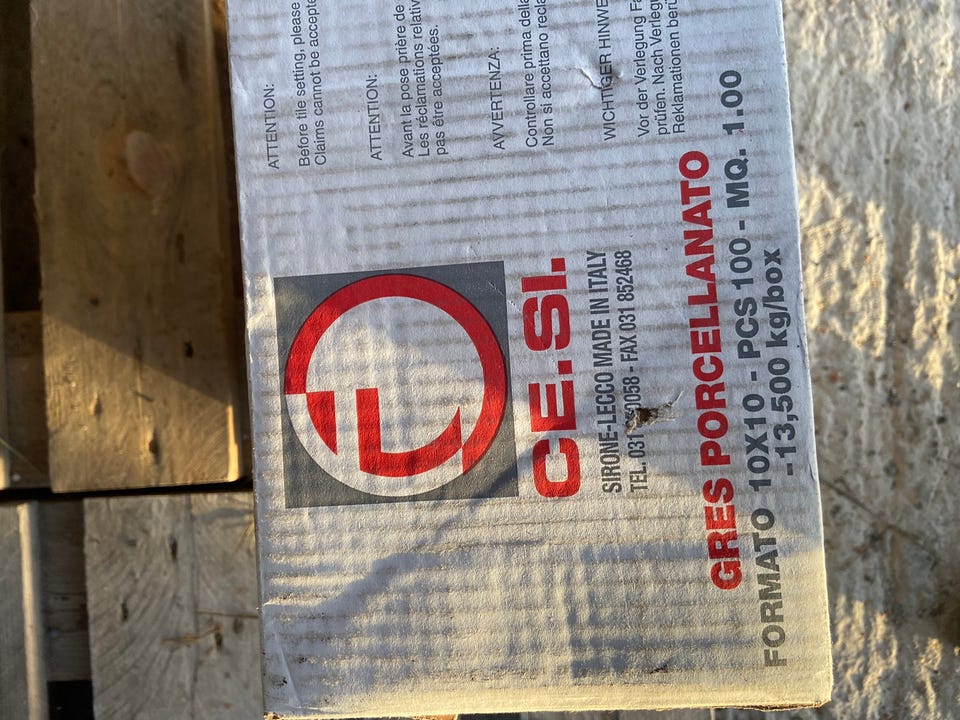 ATTENTION:
Before tile setting, please
Claims cannot be accepte
ATTENTION:
Avant la pose prière de
Les réclamations relativ
pas être acceptées.
AVVERTENZA:
Controllare prima della
Non si accettano recla
WICHTIGER HINWE
Vor der Verlegung Fa
prüfen. Nach Verleg
Reklamationen berü
CE.SI.
SIRONE-LECCO MADE IN ITALY
TEL. 031 - FAX 031 852468
GRES PORCELLANATO
FORMATO 10X10 - PCS 100 - MQ. 1.00
-13,500 kg/box